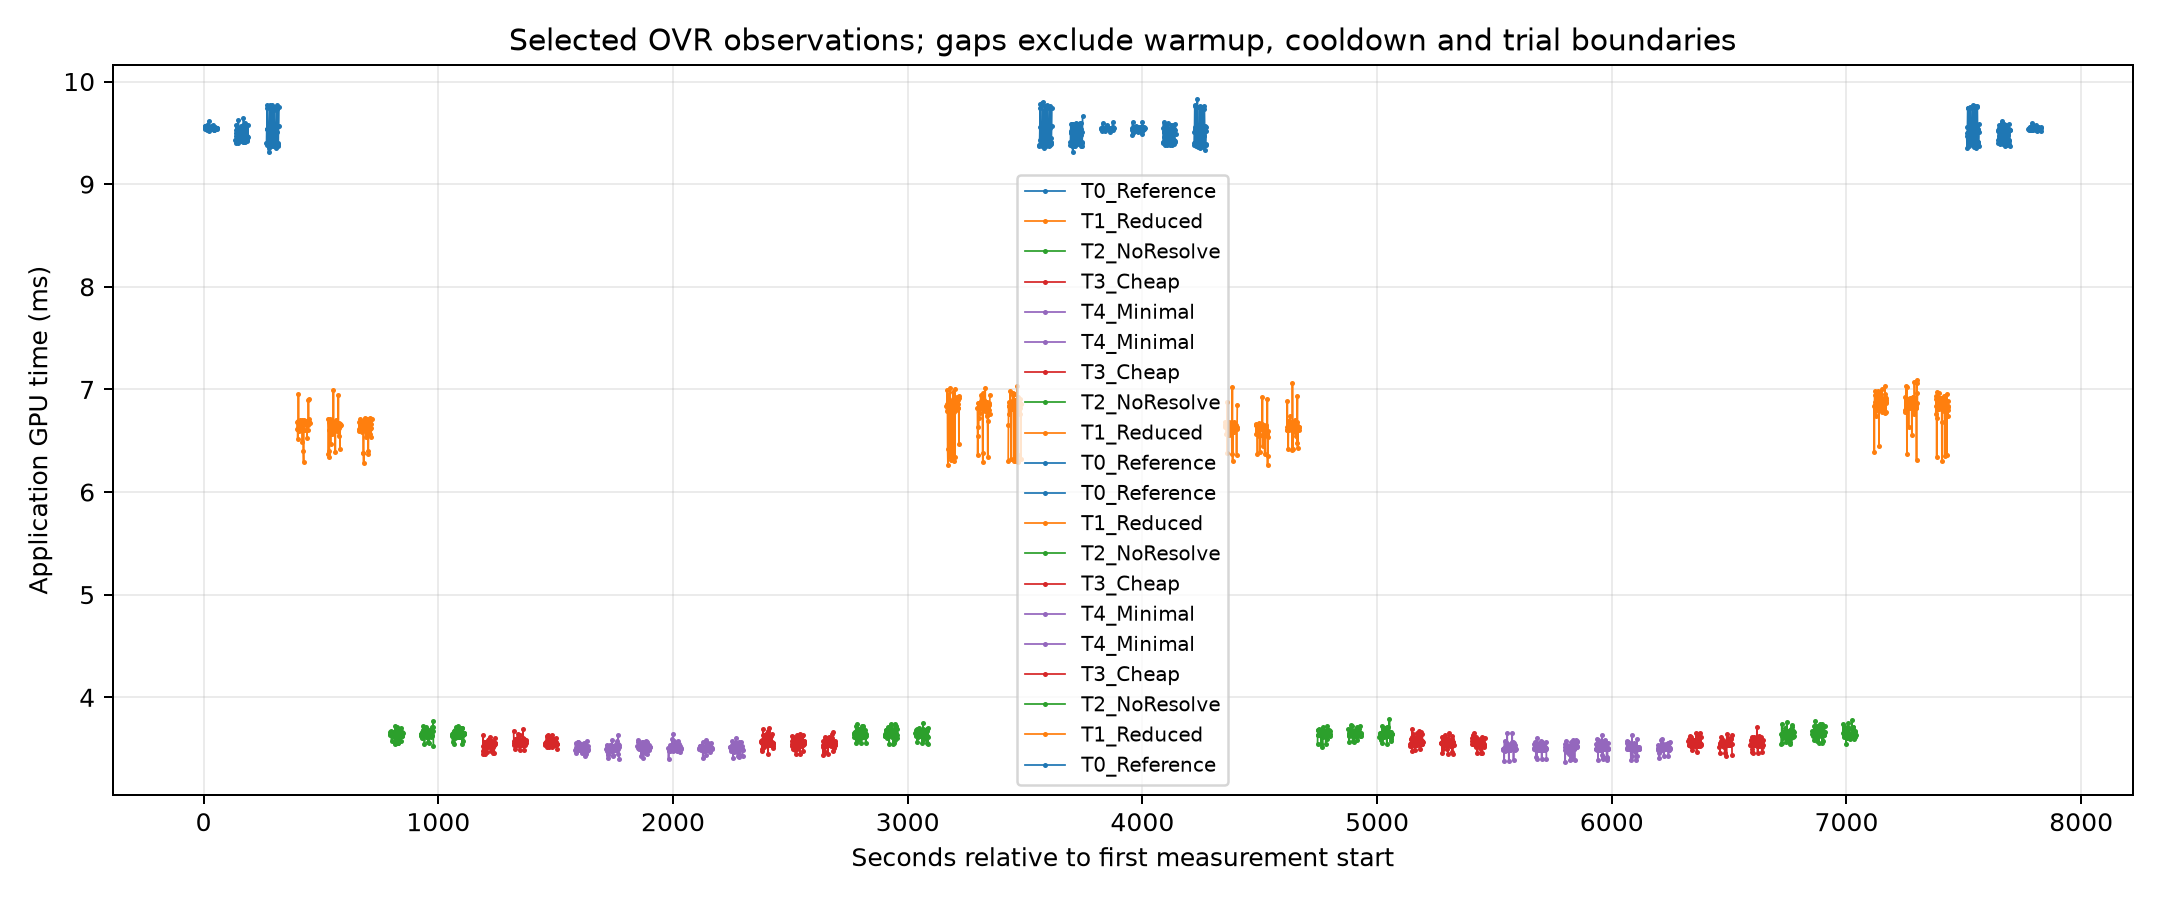 Selected OVR observations; gaps exclude warmup, cooldown and trial boundaries
Application GPU time (ms)
10
9
8
7
6
5
4
T0_Reference
T1_Reduced
T2_NoResolve
T3_Cheap
T4_Minimal
T4_Minimal
T3_Cheap
T2_NoResolve
T1_Reduced
T0_Reference
T0_Reference
T1_Reduced
T2_NoResolve
T3_Cheap
T4_Minimal
T4_Minimal
T3_Cheap
T2_NoResolve
T1_Reduced
T0_Reference
0 1000 2000 3000 4000 5000 6000 7000 8000
Seconds relative to first measurement start